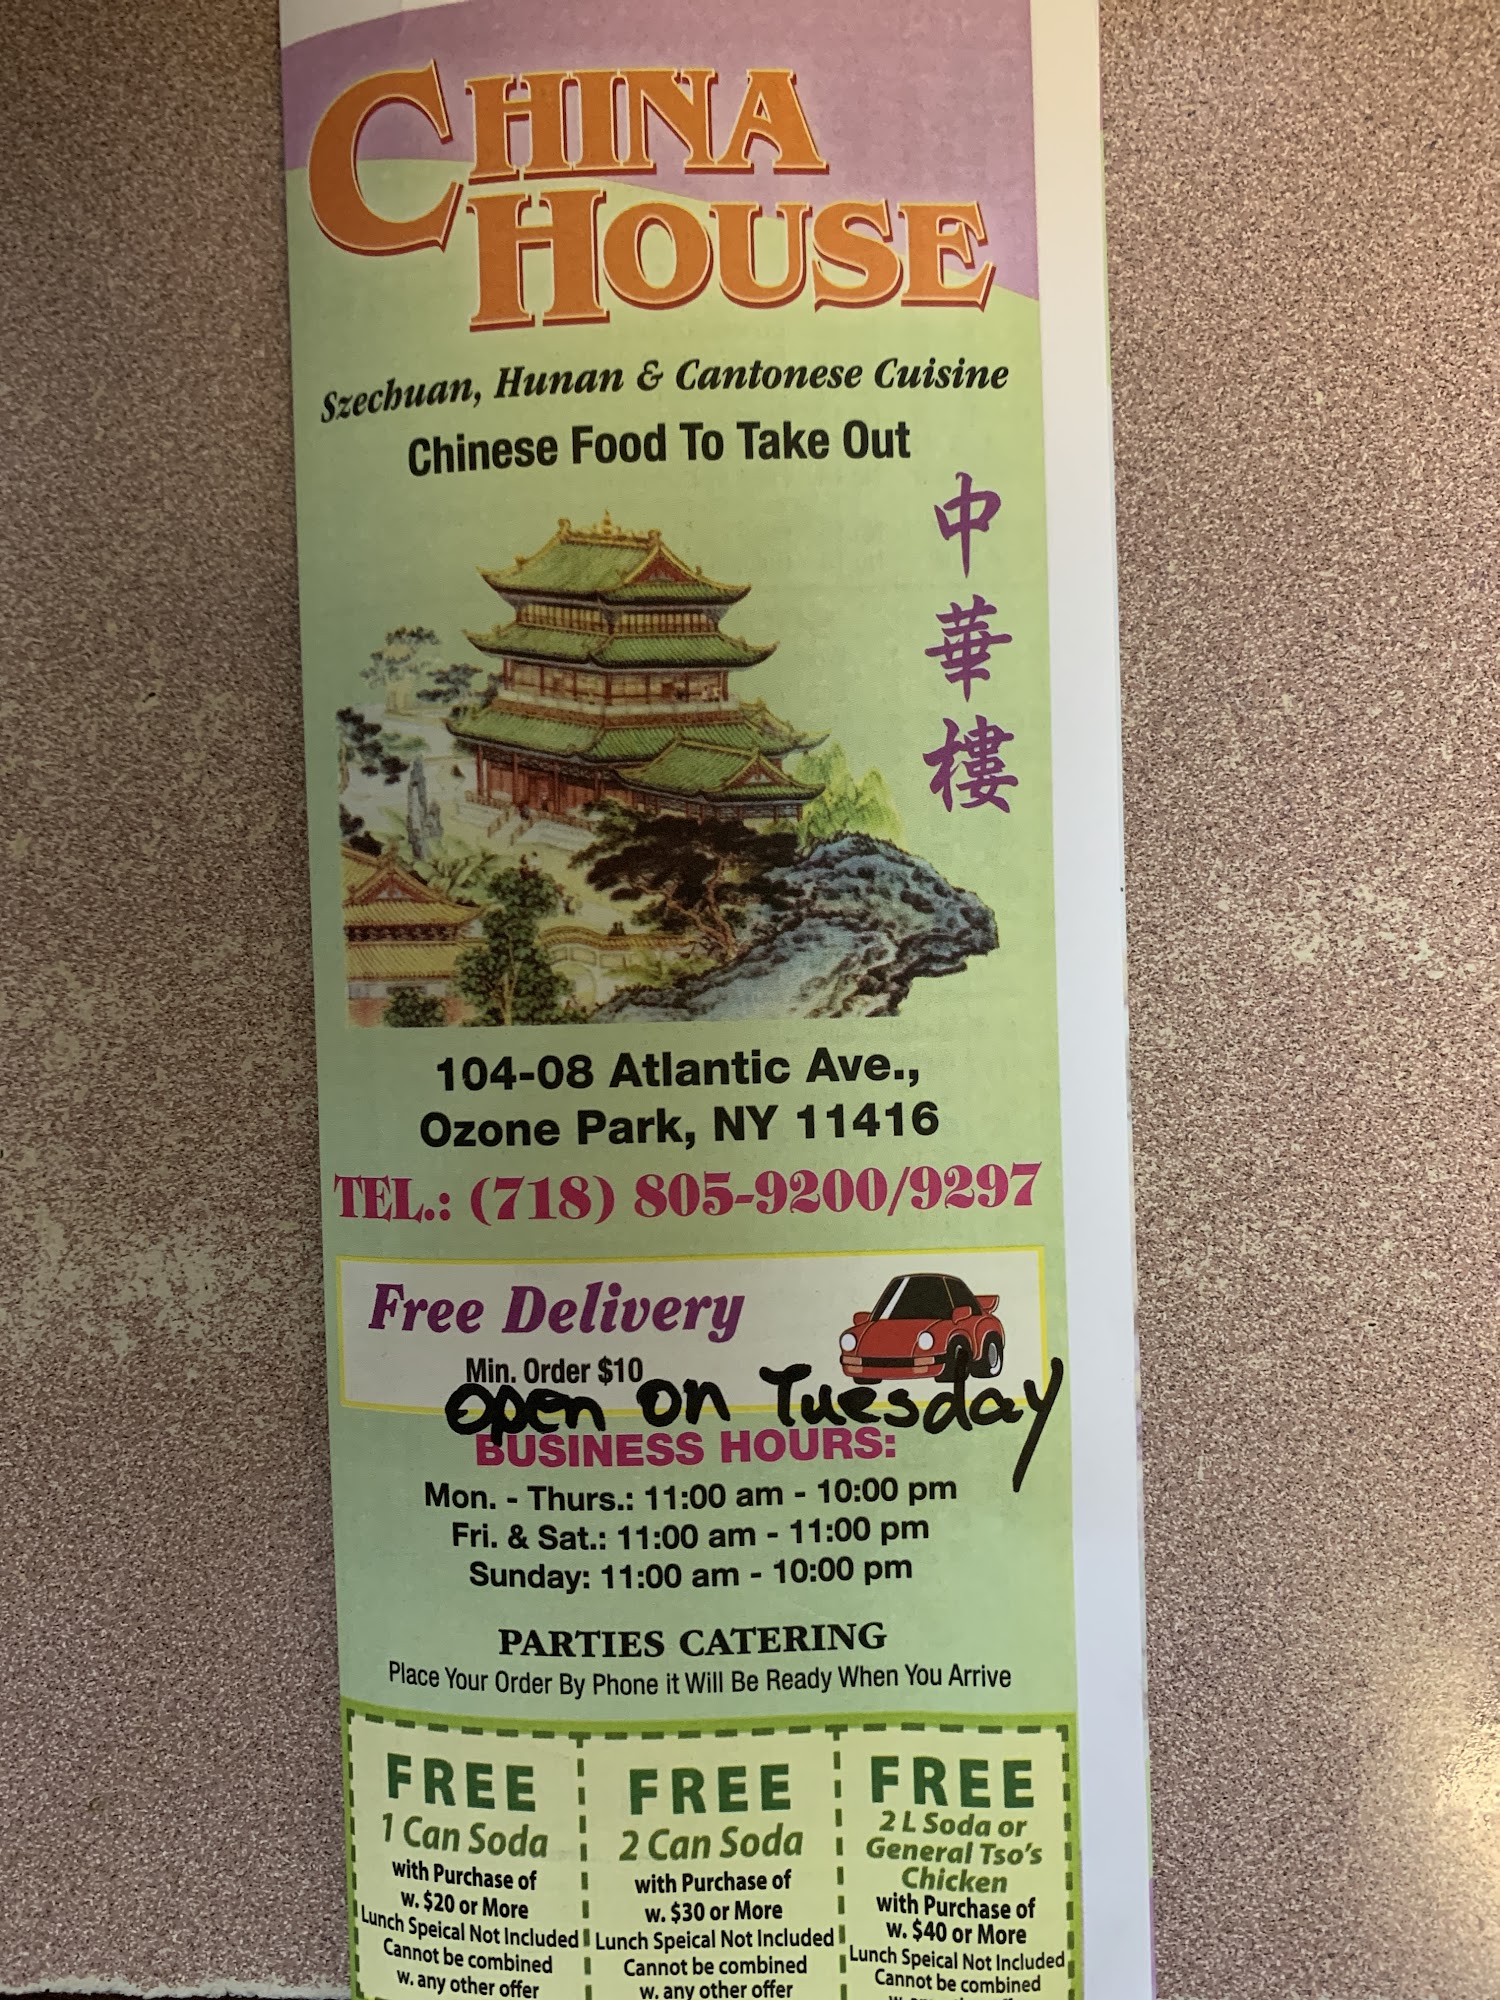 CHINA
HOUSE
Szechuan, Hunan & Cantonese Cuisine
Chinese Food To Take Out
中華樓
104-08 Atlantic Ave.,
Ozone Park, NY 11416
TEL.: (718) 805-9200/9297
Free Delivery
Min. Order $10
open on Tuesday
BUSINESS HOURS:
Mon. - Thurs.: 11:00 am - 10:00 pm
Fri. & Sat.: 11:00 am - 11:00 pm
Sunday: 11:00 am - 10:00 pm
PARTIES CATERING
Place Your Order By Phone it Will Be Ready When You Arrive
FREE
1 Can Soda
with Purchase of
w. $20 or More
Lunch Speical Not Included
Cannot be combined
w. any other offer
FREE
2 Can Soda
with Purchase of
w. $30 or More
Lunch Speical Not Included
Cannot be combined
w. any other offer
FREE
2 L Soda or
General Tso's
Chicken
with Purchase of
w. $40 or More
Lunch Speical Not Included
Cannot be combined